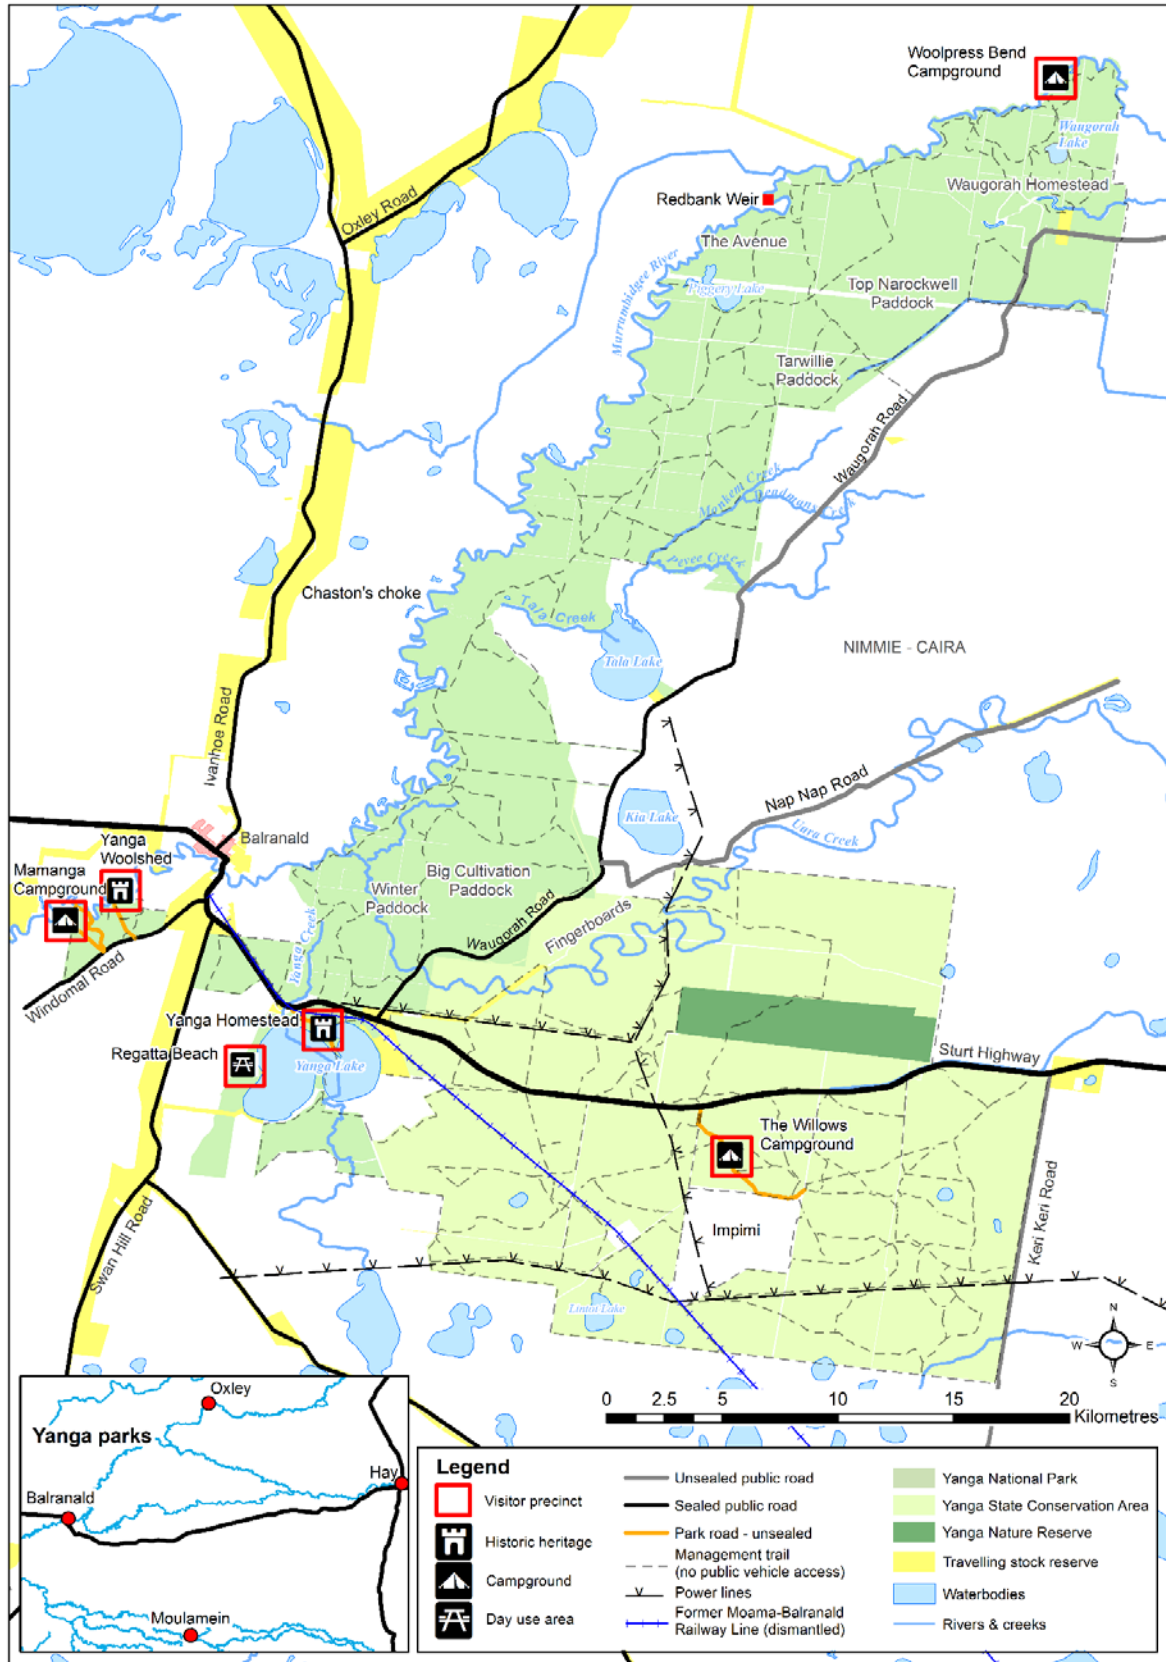 Woolpress Bend
Campground
Waugorah
Lake
Waugorah Homestead
Redbank Weir
Oxley Road
The Avenue
Murrumbidgee River
Piggery Lake
Top Narockwell
Paddock
Tarwillie
Paddock
Waugorah Road
Monkem Creek
Deadmans Creek
Pevee Creek
Chaston's choke
Tala Creek
Tala Lake
NIMMIE - CAIRA
Ivanhoe Road
Nap Nap Road
Kia Lake
Uara Creek
Balranald
Yanga
Woolshed
Mamanga
Campground
Big Cultivation
Paddock
Winter
Paddock
Waugorah Road
Fingerboards
Yanga Creek
Windomal Road
Yanga Homestead
Regatta Beach
Yanga Lake
Sturt Highway
The Willows
Campground
Impimi
Keri Keri Road
Swan Hill Road
Lintot Lake
N
W
E
S
0
2.5
5
10
15
20
Kilometres
Yanga parks
Oxley
Hay
Balranald
Moulamein
Legend
Visitor precinct
Historic heritage
Campground
Day use area
Unsealed public road
Sealed public road
Park road - unsealed
Management trail
(no public vehicle access)
Power lines
Former Moama-Balranald
Railway Line (dismantled)
Yanga National Park
Yanga State Conservation Area
Yanga Nature Reserve
Travelling stock reserve
Waterbodies
Rivers & creeks